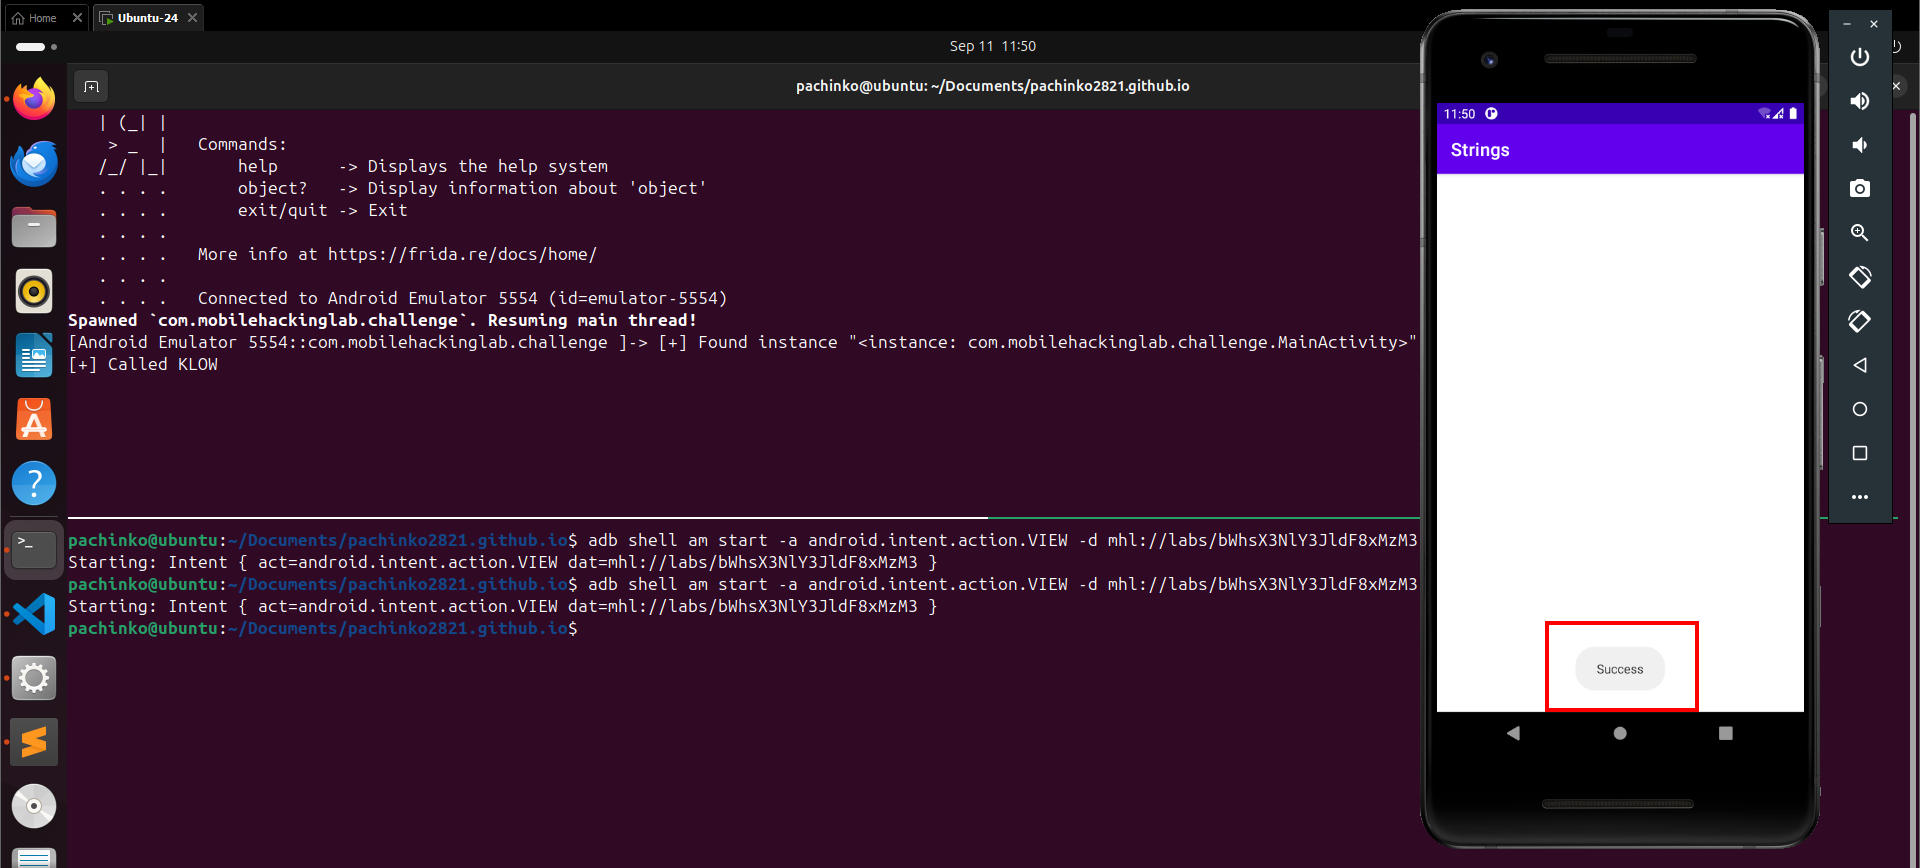 Home
Ubuntu-24
Sep 11 11:50
pachinko@ubuntu: ~/Documents/pachinko2821.github.io
| (_| |
> _ | Commands:
/_/ |_| help -> Displays the help system
. . . . object? -> Display information about 'object'
. . . . exit/quit -> Exit
. . . .
. . . . More info at https://frida.re/docs/home/
. . . .
. . . . Connected to Android Emulator 5554 (id=emulator-5554)
Spawned `com.mobilehackinglab.challenge`. Resuming main thread!
[Android Emulator 5554::com.mobilehackinglab.challenge ]-> [+] Found instance "<instance: com.mobilehackinglab.challenge.MainActivity>"
[+] Called KLOW
pachinko@ubuntu:~/Documents/pachinko2821.github.io$ adb shell am start -a android.intent.action.VIEW -d mhl://labs/bWhsX3NlY3JldF8xMzM3
Starting: Intent { act=android.intent.action.VIEW dat=mhl://labs/bWhsX3NlY3JldF8xMzM3 }
pachinko@ubuntu:~/Documents/pachinko2821.github.io$ adb shell am start -a android.intent.action.VIEW -d mhl://labs/bWhsX3NlY3JldF8xMzM3
Starting: Intent { act=android.intent.action.VIEW dat=mhl://labs/bWhsX3NlY3JldF8xMzM3 }
pachinko@ubuntu:~/Documents/pachinko2821.github.io$
11:50
Strings
Success